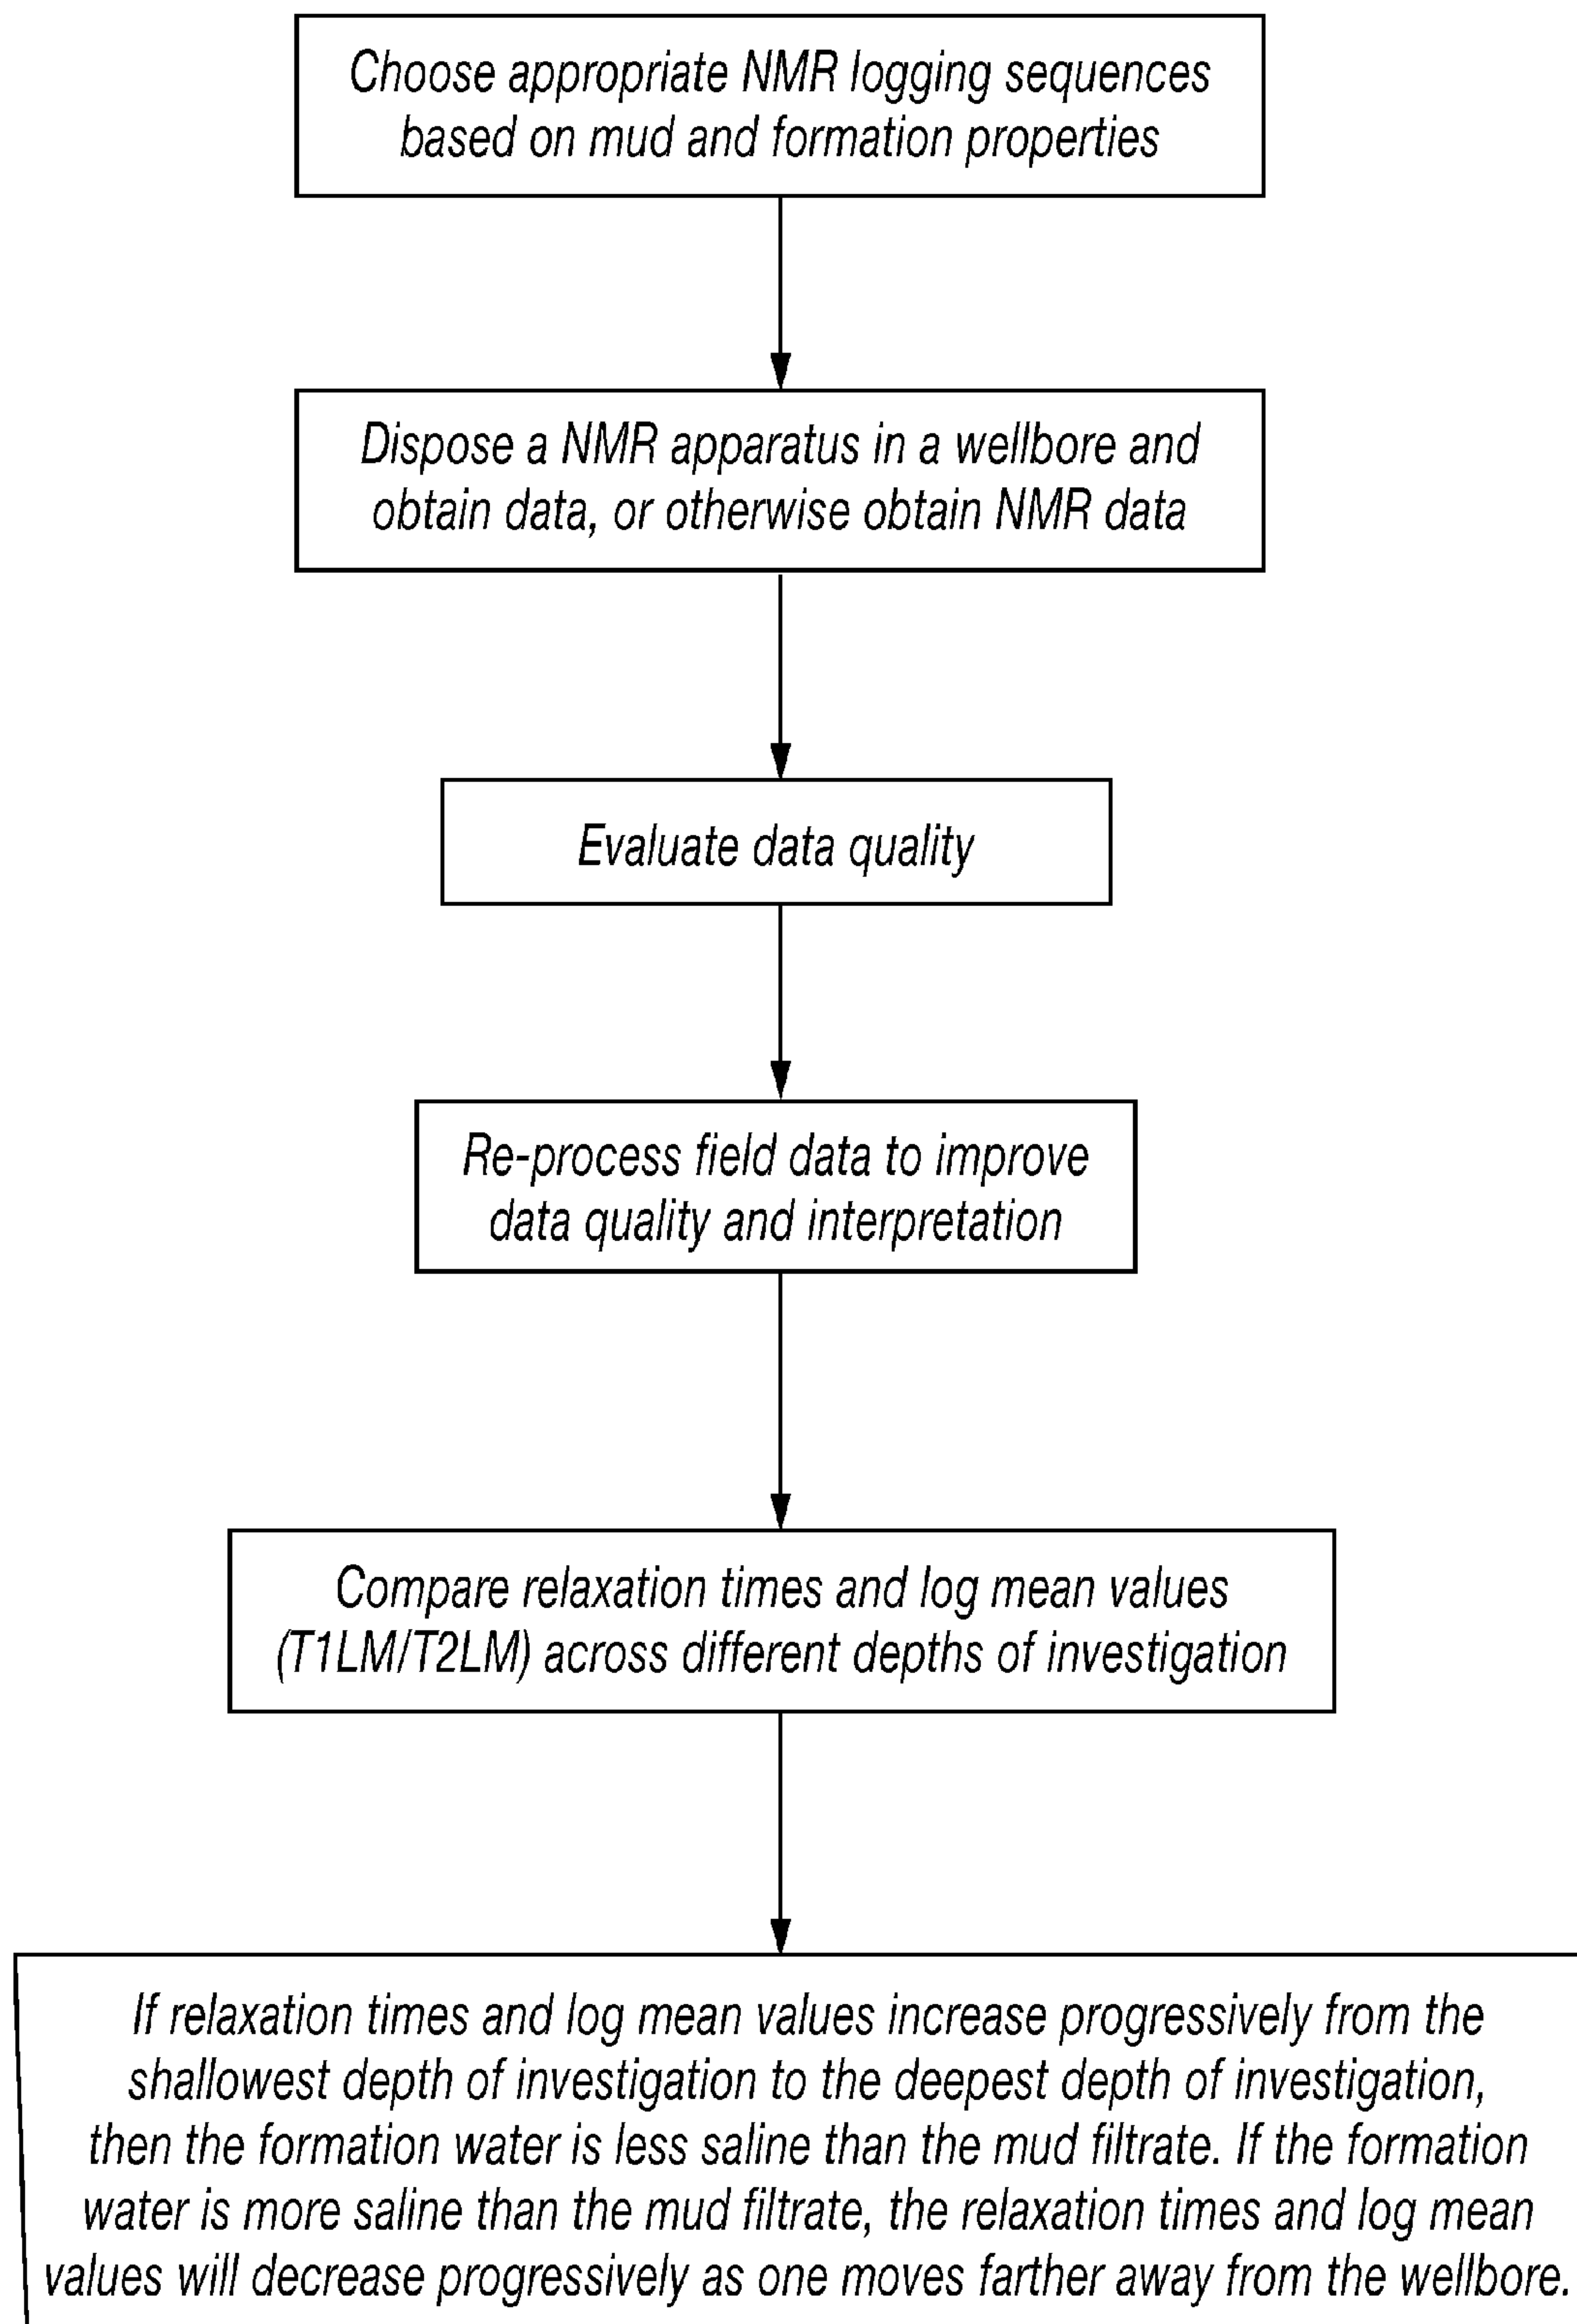 Choose appropriate NMR logging sequences
based on mud and formation properties
Dispose a NMR apparatus in a wellbore and
obtain data, or otherwise obtain NMR data
Evaluate data quality
Re-process field data to improve
data quality and interpretation
Compare relaxation times and log mean values
(T1LM/T2LM) across different depths of investigation
If relaxation times and log mean values increase progressively from the
shallowest depth of investigation to the deepest depth of investigation,
then the formation water is less saline than the mud filtrate. If the formation
water is more saline than the mud filtrate, the relaxation times and log mean
values will decrease progressively as one moves farther away from the wellbore.